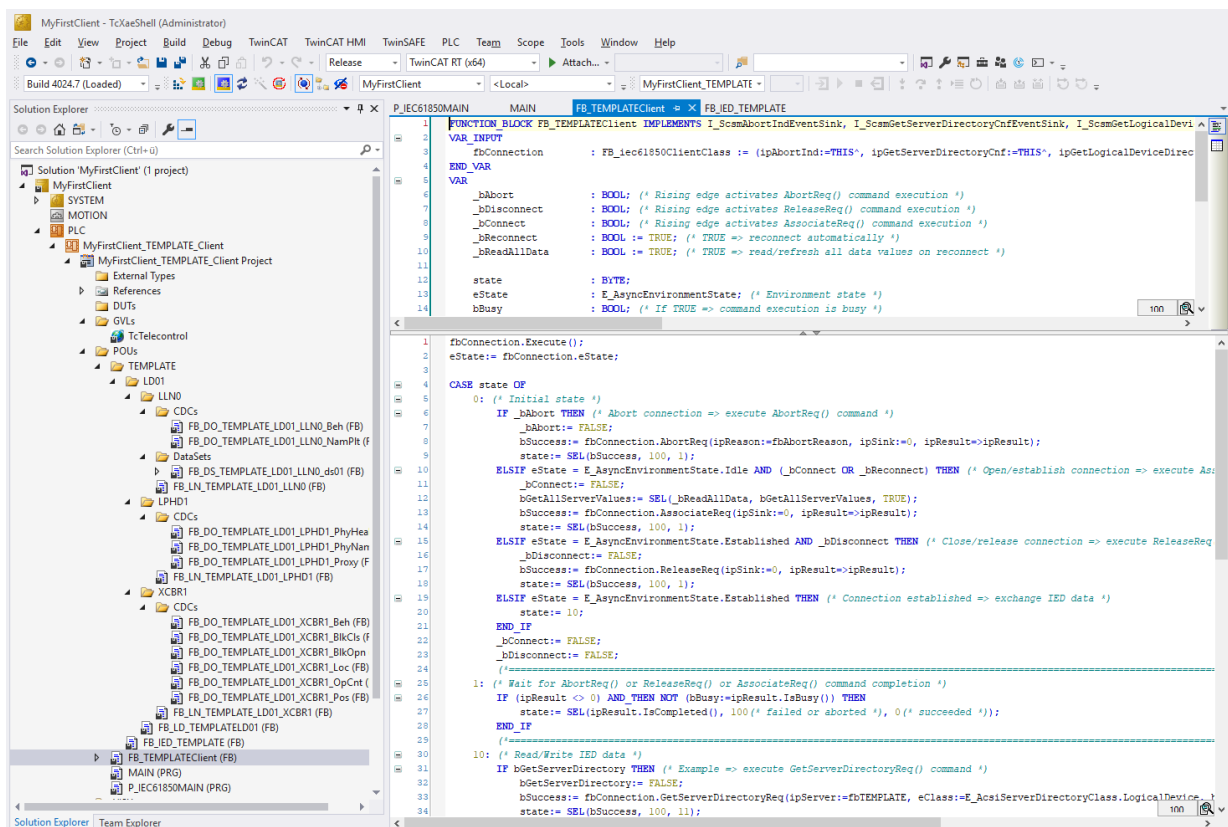 MyFirstClient - TcXaeShell (Administrator)
File Edit View Project Build Debug TwinCAT TwinCAT HMI TwinSAFE PLC Team Scope Tools Window Help
Release TwinCAT RT (x64) Attach...
Build 4024.7 (Loaded) MyFirstClient <Local> MyFirstClient_TEMPLATE
Solution Explorer
Search Solution Explorer (Ctrl+ü)
Solution 'MyFirstClient' (1 project)
MyFirstClient
SYSTEM
MOTION
PLC
MyFirstClient_TEMPLATE_Client
MyFirstClient_TEMPLATE_Client Project
External Types
References
DUTs
GVLs
TcTelecontrol
POUs
TEMPLATE
LD01
LLN0
CDCs
FB_DO_TEMPLATE_LD01_LLN0_Beh (FB)
FB_DO_TEMPLATE_LD01_LLN0_NamPlt (F
DataSets
FB_DS_TEMPLATE_LD01_LLN0_ds01 (FB)
FB_LN_TEMPLATE_LD01_LLN0 (FB)
LPHD1
CDCs
FB_DO_TEMPLATE_LD01_LPHD1_PhyHea
FB_DO_TEMPLATE_LD01_LPHD1_PhyNam
FB_DO_TEMPLATE_LD01_LPHD1_Proxy (F
FB_LN_TEMPLATE_LD01_LPHD1 (FB)
XCBR1
CDCs
FB_DO_TEMPLATE_LD01_XCBR1_Beh (FB)
FB_DO_TEMPLATE_LD01_XCBR1_BlkCls (F
FB_DO_TEMPLATE_LD01_XCBR1_BlkOpn
FB_DO_TEMPLATE_LD01_XCBR1_Loc (FB)
FB_DO_TEMPLATE_LD01_XCBR1_OpCnt (
FB_DO_TEMPLATE_LD01_XCBR1_Pos (FB)
FB_LN_TEMPLATE_LD01_XCBR1 (FB)
FB_LD_TEMPLATELD01 (FB)
FB_IED_TEMPLATE (FB)
FB_TEMPLATEClient (FB)
MAIN (PRG)
P_IEC61850MAIN (PRG)
Solution Explorer Team Explorer
P_IEC61850MAIN MAIN FB_TEMPLATEClient FB_IED_TEMPLATE
1 FUNCTION_BLOCK FB_TEMPLATEClient IMPLEMENTS I_ScsmAbortIndEventSink, I_ScsmGetServerDirectoryCnfEventSink, I_ScsmGetLogicalDevi
2 VAR_INPUT
3 fbConnection : FB_iec61850ClientClass := (ipAbortInd:=THIS^, ipGetServerDirectoryCnf:=THIS^, ipGetLogicalDeviceDirec
4 END_VAR
5 VAR
6 _bAbort : BOOL; (* Rising edge activates AbortReq() command execution *)
7 _bDisconnect : BOOL; (* Rising edge activates ReleaseReq() command execution *)
8 _bConnect : BOOL; (* Rising edge activates AssociateReq() command execution *)
9 _bReconnect : BOOL := TRUE; (* TRUE => reconnect automatically *)
10 _bReadAllData : BOOL := TRUE; (* TRUE => read/refresh all data values on reconnect *)
11
12 state : BYTE;
13 eState : E_AsyncEnvironmentState; (* Environment state *)
14 bBusy : BOOL; (* If TRUE => command execution is busy *)
100
1 fbConnection.Execute();
2 eState:= fbConnection.eState;
3
4 CASE state OF
5 0: (* Initial state *)
6 IF _bAbort THEN (* Abort connection => execute AbortReq() command *)
7 _bAbort:= FALSE;
8 bSuccess:= fbConnection.AbortReq(ipReason:=fbAbortReason, ipSink:=0, ipResult=>ipResult);
9 state:= SEL(bSuccess, 100, 1);
10 ELSIF eState = E_AsyncEnvironmentState.Idle AND (_bConnect OR _bReconnect) THEN (* Open/establish connection => execute As
11 _bConnect:= FALSE;
12 bGetAllServerValues:= SEL(_bReadAllData, bGetAllServerValues, TRUE);
13 bSuccess:= fbConnection.AssociateReq(ipSink:=0, ipResult=>ipResult);
14 state:= SEL(bSuccess, 100, 1);
15 ELSIF eState = E_AsyncEnvironmentState.Established AND _bDisconnect THEN (* Close/release connection => execute ReleaseReq
16 _bDisconnect:= FALSE;
17 bSuccess:= fbConnection.ReleaseReq(ipSink:=0, ipResult=>ipResult);
18 state:= SEL(bSuccess, 100, 1);
19 ELSIF eState = E_AsyncEnvironmentState.Established THEN (* Connection established => exchange IED data *)
20 state:= 10;
21 END_IF
22 _bConnect:= FALSE;
23 _bDisconnect:= FALSE;
24
25 1: (* Wait for AbortReq() or ReleaseReq() or AssociateReq() command completion *)
26 IF (ipResult <> 0) AND_THEN NOT (bBusy:=ipResult.IsBusy()) THEN
27 state:= SEL(ipResult.IsCompleted(), 100(* failed or aborted *), 0(* succeeded *));
28 END_IF
29
30 10: (* Read/Write IED data *)
31 IF bGetServerDirectory THEN (* Example => execute GetServerDirectoryReq() command *)
32 bGetServerDirectory:= FALSE;
33 bSuccess:= fbConnection.GetServerDirectoryReq(ipServer:=fbTEMPLATE, eClass:=E_AcsiServerDirectoryClass.LogicalDevice,
34 state:= SEL(bSuccess, 100, 11);
100